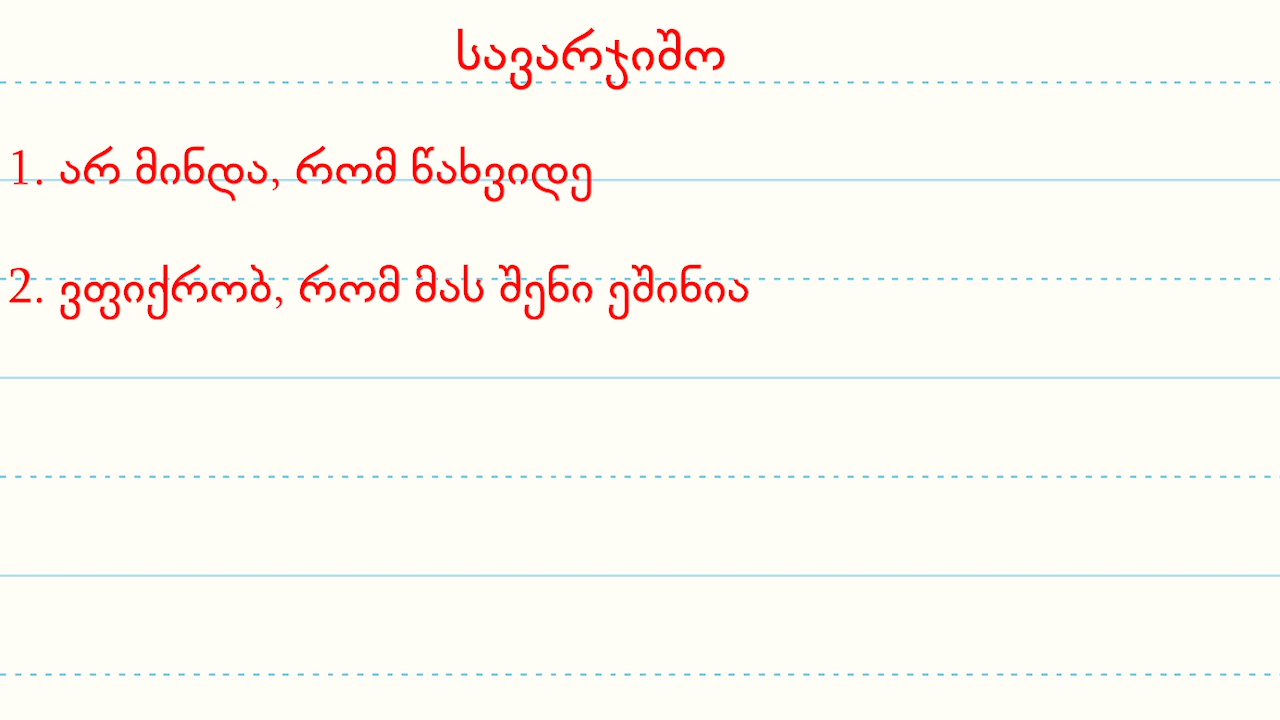 სავარჯიშო
1. არ მინდა, რომ წახვიდე
2. ვფიქრობ, რომ მას შენი ეშინია